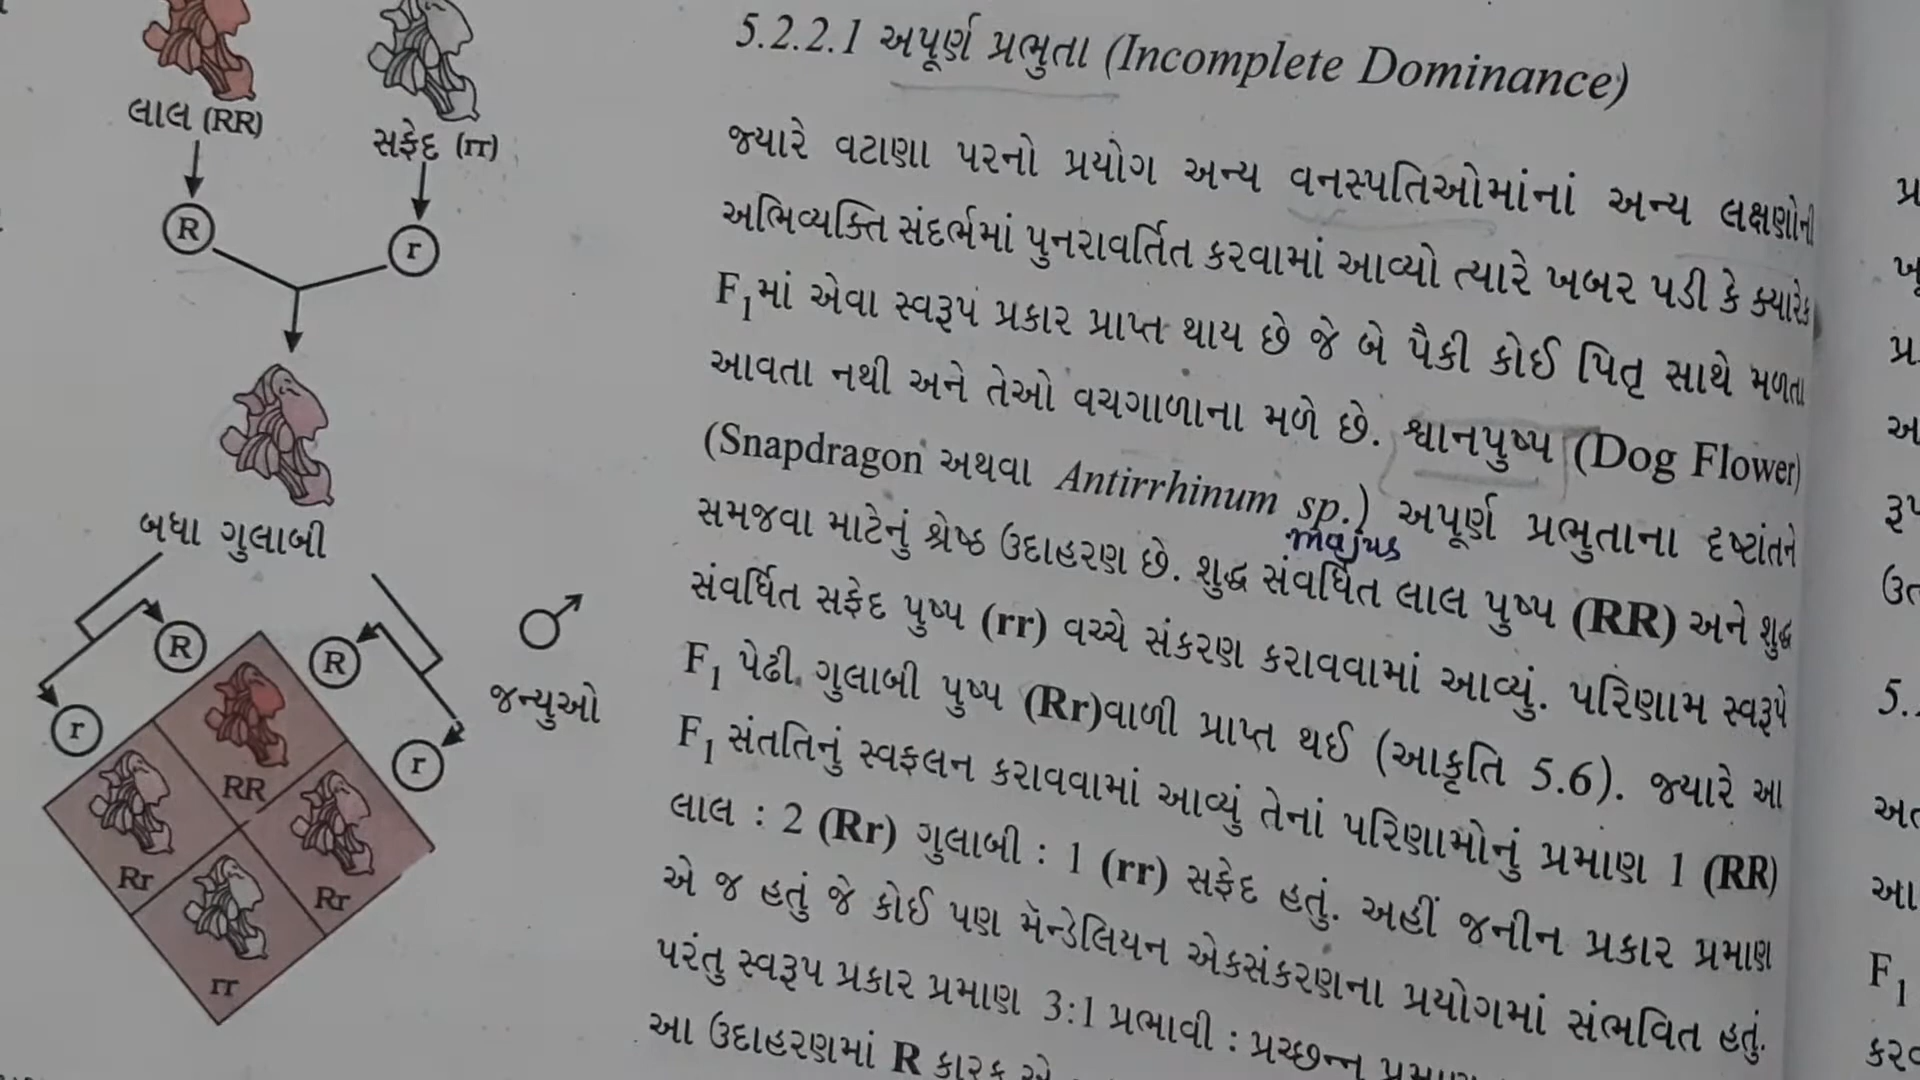 લાલ (RR)
સફેદ (rr)
R
r
બધા ગુલાબી
R
R
r
r
જન્યુઓ
RR
Rr
Rr
rr
5.2.2.1 અપૂર્ણ પ્રભુતા (Incomplete Dominance)
જ્યારે વટાણા પરનો પ્રયોગ અન્ય વનસ્પતિઓમાંનાં અન્ય લક્ષણોની
અભિવ્યક્તિ સંદર્ભમાં પુનરાવર્તિત કરવામાં આવ્યો ત્યારે ખબર પડી કે ક્યારેક
F₁માં એવા સ્વરૂપ પ્રકાર પ્રાપ્ત થાય છે જે બે પૈકી કોઈ પિતૃ સાથે મળતા
આવતા નથી અને તેઓ વચગાળાના મળે છે. શ્વાનપુષ્પ (Dog Flower)
(Snapdragon અથવા Antirrhinum sp.) અપૂર્ણ પ્રભુતાના દૃષ્ટાંતને
majus
સમજવા માટેનું શ્રેષ્ઠ ઉદાહરણ છે. શુદ્ધ સંવર્ધિત લાલ પુષ્પ (RR) અને શુદ્ધ
સંવર્ધિત સફેદ પુષ્પ (rr) વચ્ચે સંકરણ કરાવવામાં આવ્યું. પરિણામ સ્વરૂપે
F₁ પેઢી ગુલાબી પુષ્પ (Rr)વાળી પ્રાપ્ત થઈ (આકૃતિ 5.6). જ્યારે આ
F₁ સંતતિનું સ્વફલન કરાવવામાં આવ્યું તેનાં પરિણામોનું પ્રમાણ 1 (RR)
લાલ : 2 (Rr) ગુલાબી : 1 (rr) સફેદ હતું. અહીં જનીન પ્રકાર પ્રમાણ
એ જ હતું જે કોઈ પણ મૅન્ડેલિયન એકસંકરણના પ્રયોગમાં સંભવિત હતું.
પરંતુ સ્વરૂપ પ્રકાર પ્રમાણ 3:1 પ્રભાવી : પ્રચ્છન્ન
આ ઉદાહરણમાં R કારક એ
પ્ર
પ્ર
5.
આ
F₁